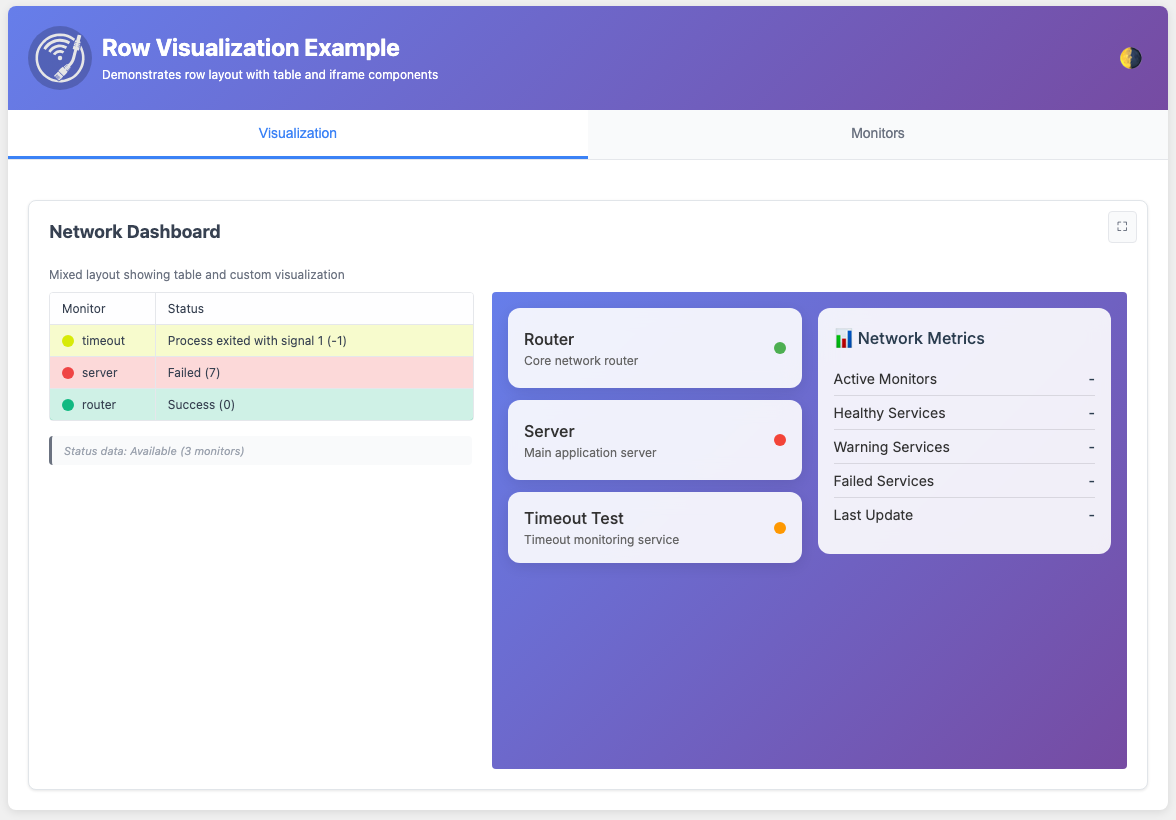 Row Visualization Example
Demonstrates row layout with table and iframe components
Visualization
Monitors
Network Dashboard
Mixed layout showing table and custom visualization
Monitor Status
timeout Process exited with signal 1 (-1)
server Failed (7)
router Success (0)
Status data: Available (3 monitors)
Router
Core network router
Server
Main application server
Timeout Test
Timeout monitoring service
Network Metrics
Active Monitors -
Healthy Services -
Warning Services -
Failed Services -
Last Update -